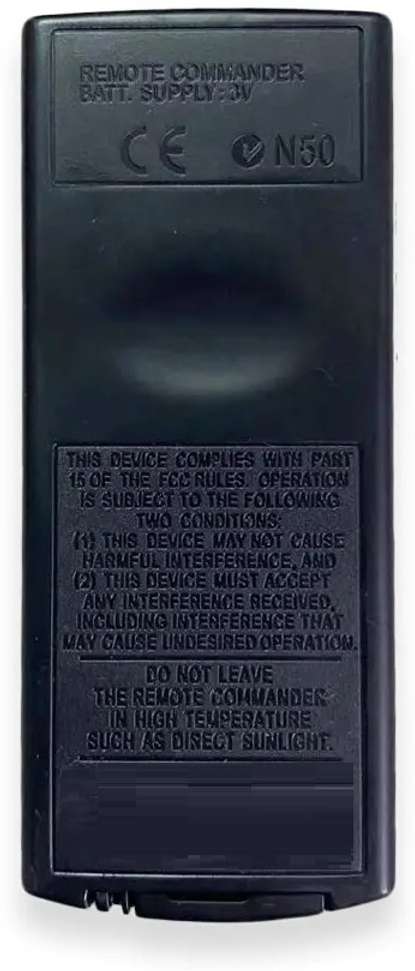 REMOTE COMMANDER
BATT. SUPPLY: 3V
CE N50
THIS DEVICE COMPLIES WITH PART
15 OF THE FCC RULES. OPERATION
IS SUBJECT TO THE FOLLOWING
TWO CONDITIONS:
(1) THIS DEVICE MAY NOT CAUSE
HARMFUL INTERFERENCE, AND
(2) THIS DEVICE MUST ACCEPT
ANY INTERFERENCE RECEIVED,
INCLUDING INTERFERENCE THAT
MAY CAUSE UNDESIRED OPERATION.
DO NOT LEAVE
THE REMOTE COMMANDER
IN HIGH TEMPERATURE
SUCH AS DIRECT SUNLIGHT.